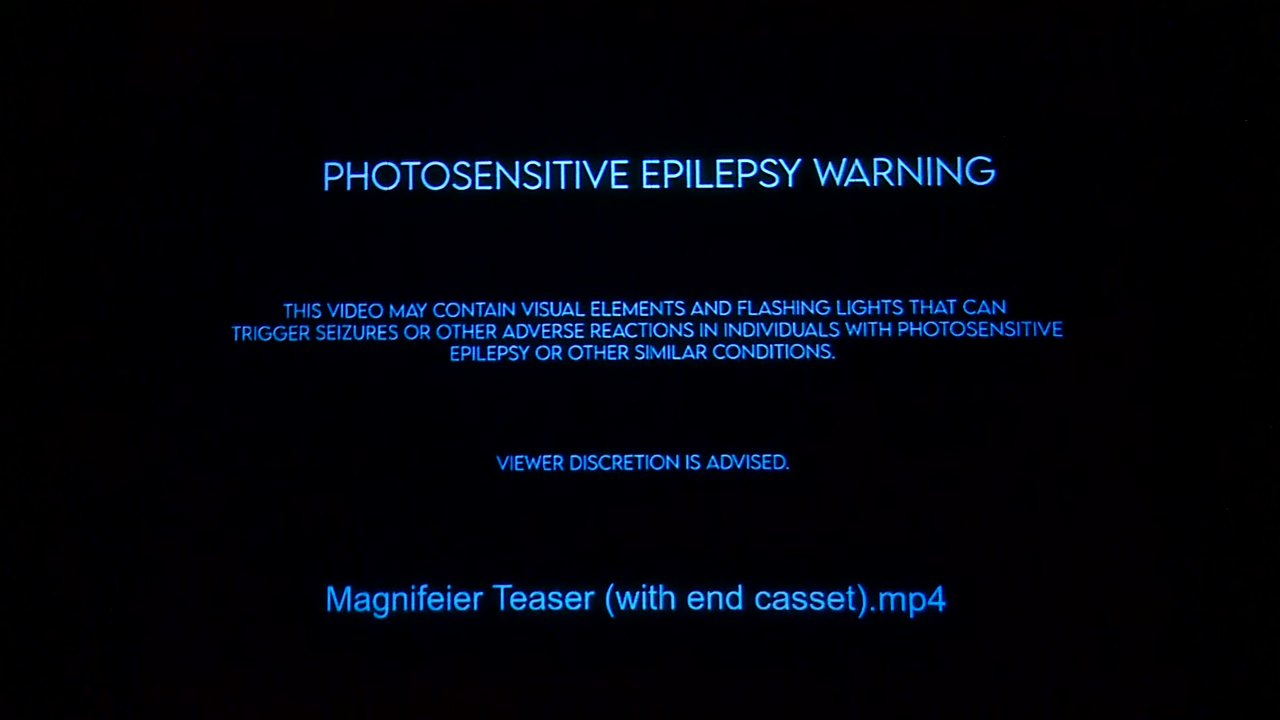 PHOTOSENSITIVE EPILEPSY WARNING
THIS VIDEO MAY CONTAIN VISUAL ELEMENTS AND FLASHING LIGHTS THAT CAN
TRIGGER SEIZURES OR OTHER ADVERSE REACTIONS IN INDIVIDUALS WITH PHOTOSENSITIVE
EPILEPSY OR OTHER SIMILAR CONDITIONS.
VIEWER DISCRETION IS ADVISED.
Magnifeier Teaser (with end casset).mp4